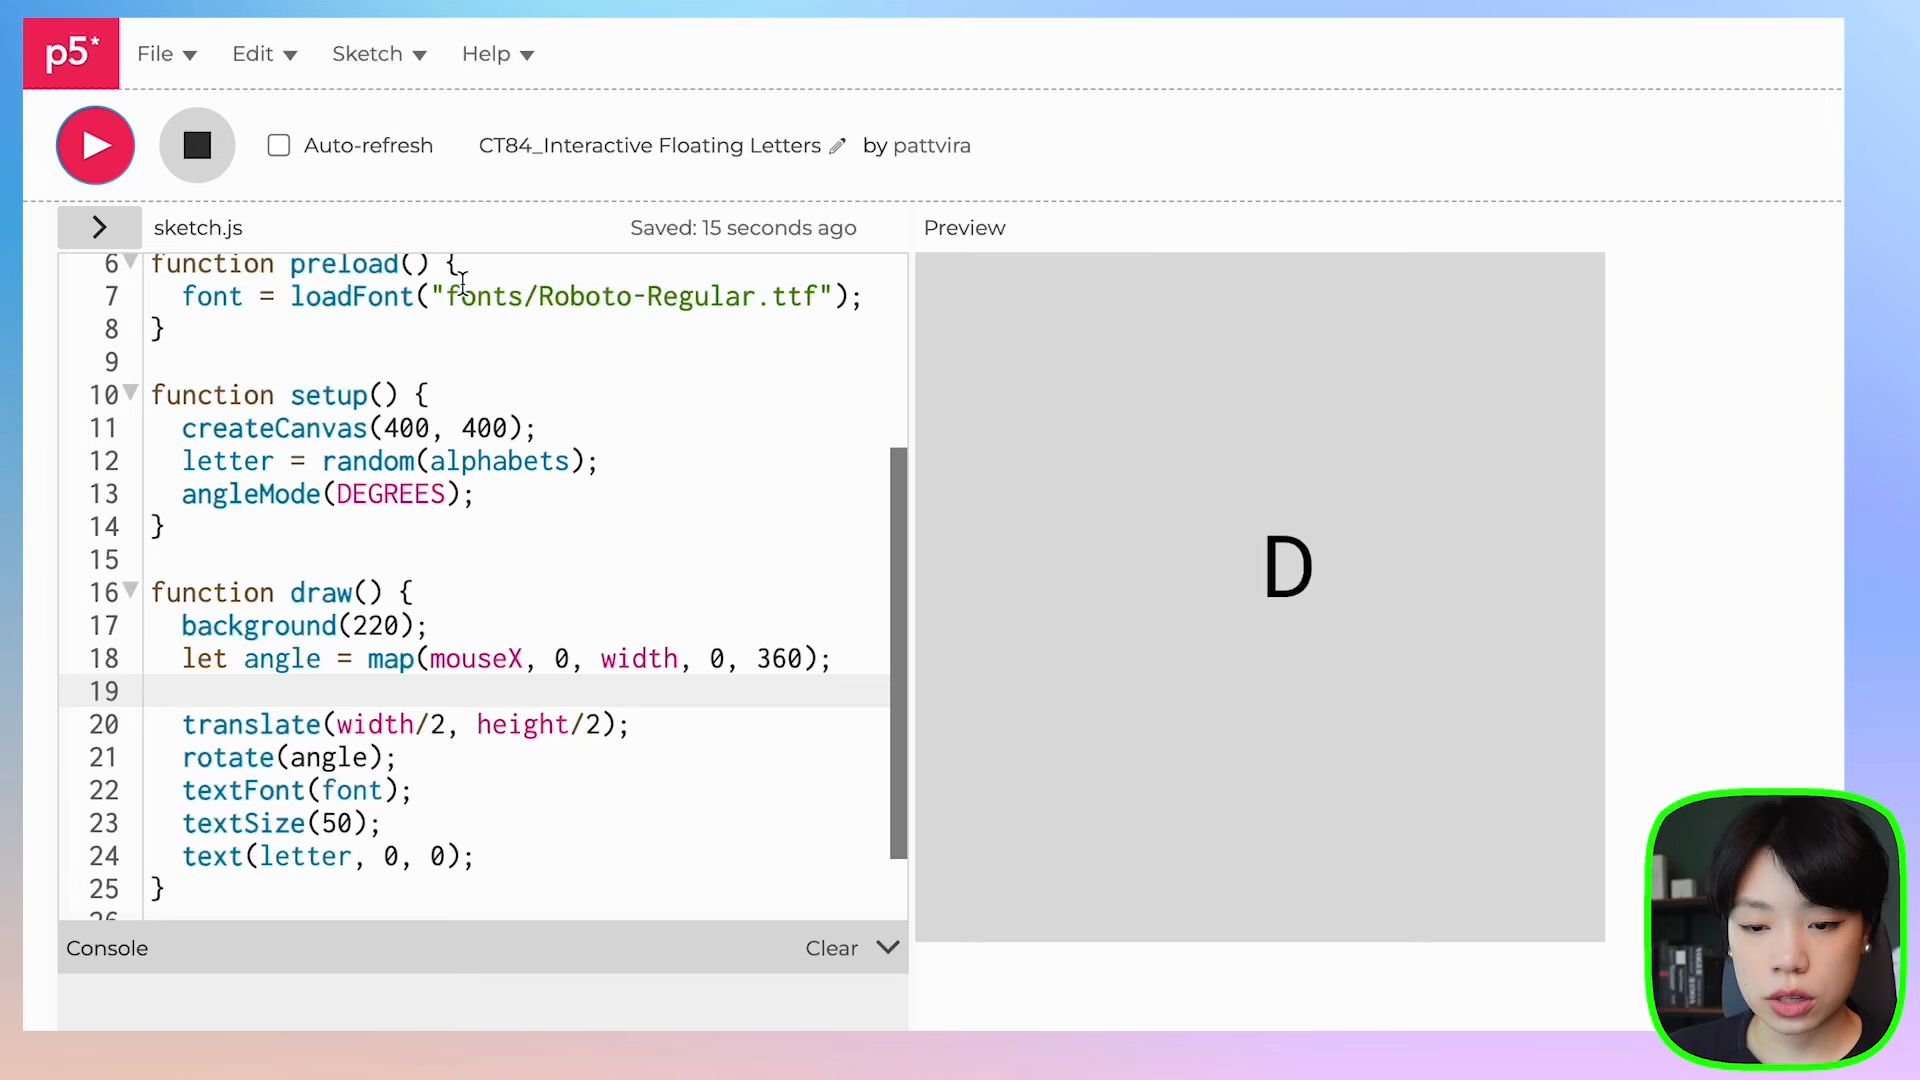 p5*
File Edit Sketch Help
Auto-refresh CT84_Interactive Floating Letters by pattvira
sketch.js Saved: 15 seconds ago Preview
6 function preload() {
7 font = loadFont("fonts/Roboto-Regular.ttf");
8 }
9
10 function setup() {
11 createCanvas(400, 400);
12 letter = random(alphabets);
13 angleMode(DEGREES);
14 }
15
16 function draw() {
17 background(220);
18 let angle = map(mouseX, 0, width, 0, 360);
19
20 translate(width/2, height/2);
21 rotate(angle);
22 textFont(font);
23 textSize(50);
24 text(letter, 0, 0);
25 }
26
D
Console Clear